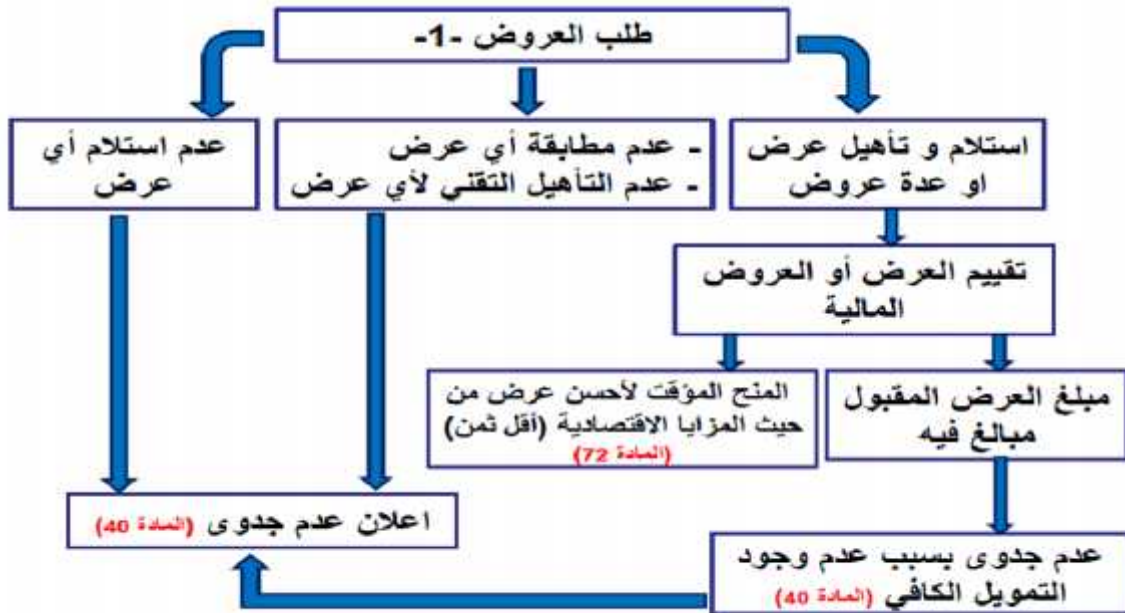 طلب العروض -1-
استلام و تأهيل عرض
او عدة عروض
- عدم مطابقة أي عرض
- عدم التأهيل التقني لأي عرض
عدم استلام أي
عرض
تقييم العرض أو العروض
المالية
مبلغ العرض المقبول
مبالغ فيه
المنح المؤقت لأحسن عرض من
حيث المزايا الاقتصادية (أقل ثمن)
(المادة 72)
اعلان عدم جدوى (المادة 40)
عدم جدوى بسبب عدم وجود
التمويل الكافي (المادة 40)